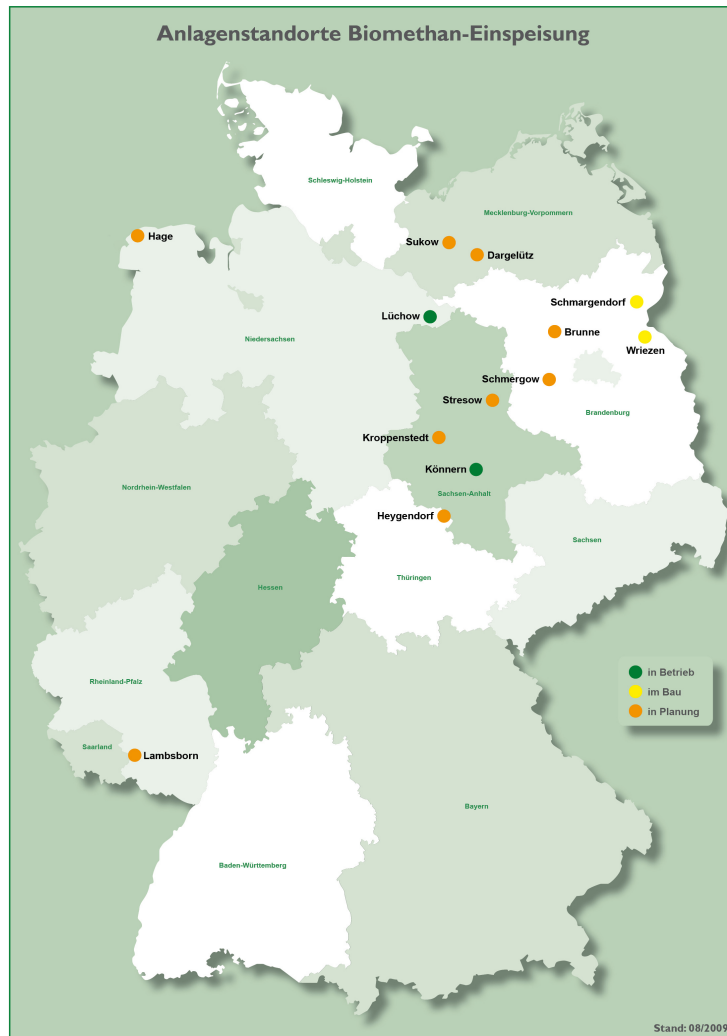 Anlagenstandorte Biomethan-Einspeisung
Schleswig-Holstein
Mecklenburg-Vorpommern
Hage
Sukow
Dargelütz
Schmargendorf
Lüchow
Brunne
Niedersachsen
Wriezen
Schmergow
Stresow
Brandenburg
Kroppenstedt
Könnern
Nordrhein-Westfalen
Sachsen-Anhalt
Heygendorf
Sachsen
Thüringen
Hessen
in Betrieb
Rheinland-Pfalz
im Bau
in Planung
Saarland
Lambsborn
Bayern
Baden-Württemberg
Stand: 08/2009